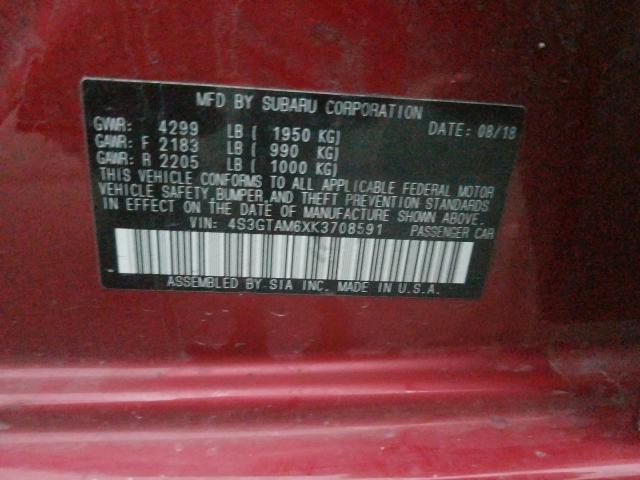 MFD BY SUBARU CORPORATION
GVWR: 4299 LB ( 1950 KG) DATE: 08/18
GAWR: F 2183 LB ( 990 KG)
GAWR: R 2205 LB ( 1000 KG)
THIS VEHICLE CONFORMS TO ALL APPLICABLE FEDERAL MOTOR
VEHICLE SAFETY,BUMPER,AND THEFT PREVENTION STANDARDS
IN EFFECT ON THE DATE OF MANUFACTURE SHOWN ABOVE.
VIN: 4S3GTAM6XK3708591 PASSENGER CAR
ASSEMBLED BY SIA INC. MADE IN U.S.A.